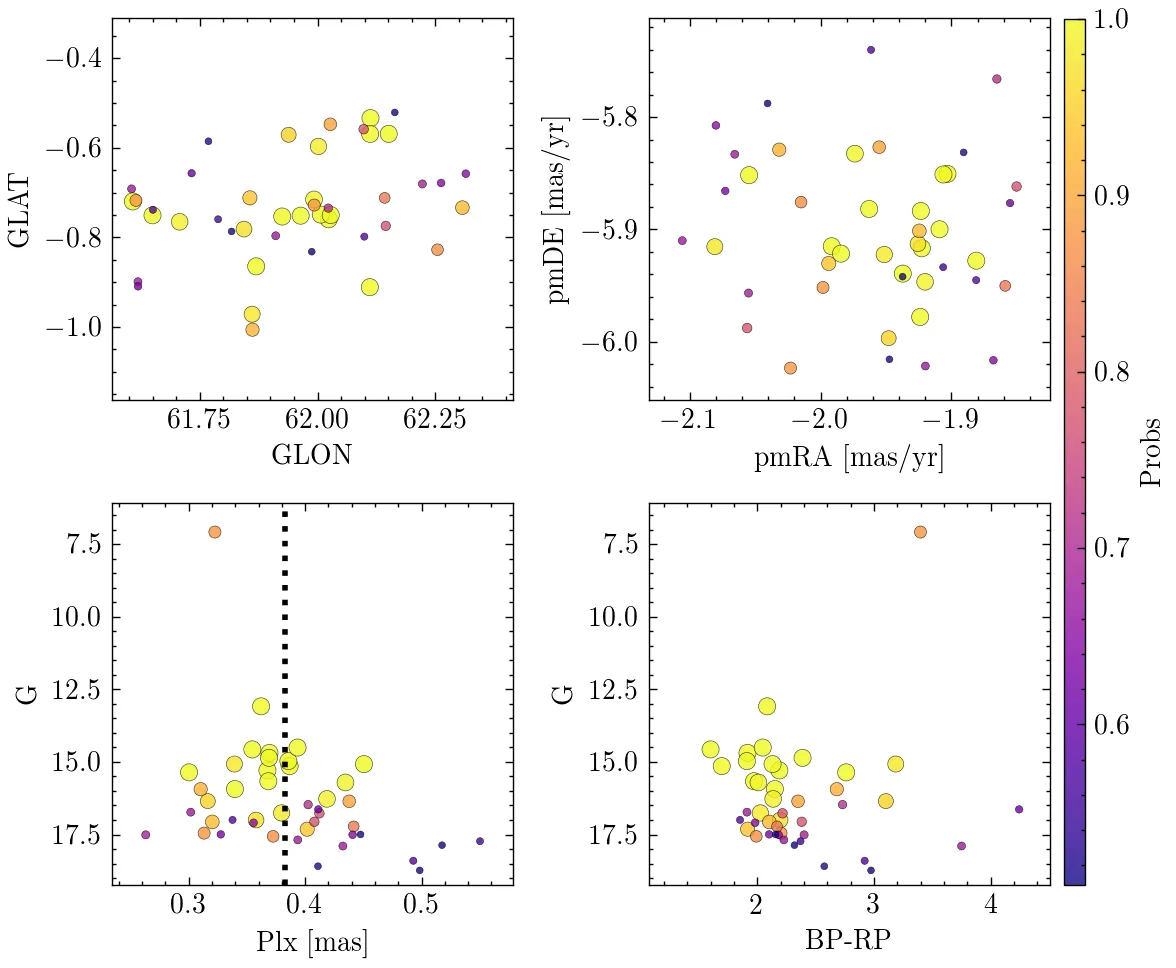 −0.4
−0.6
−0.8
−1.0
GLAT
61.75 62.00 62.25
GLON
−5.8
−5.9
−6.0
pmDE [mas/yr]
−2.1 −2.0 −1.9
pmRA [mas/yr]
7.5
10.0
12.5
15.0
17.5
G
0.3 0.4 0.5
Plx [mas]
7.5
10.0
12.5
15.0
17.5
G
2 3 4
BP-RP
1.0
0.9
0.8
0.7
0.6
Probs